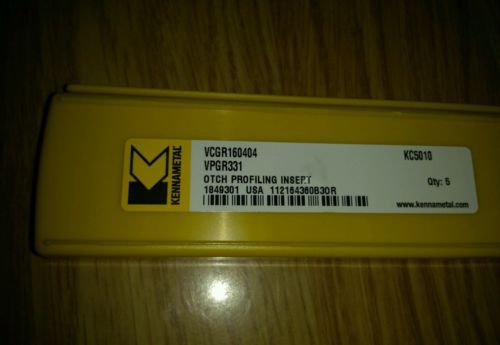 KENNAMETAL
VCGR160404 KC5010
VPGR331
OTCH PROFILING INSERT Qty: 5
1849301 USA 112164360B30R
www.kennametal.com